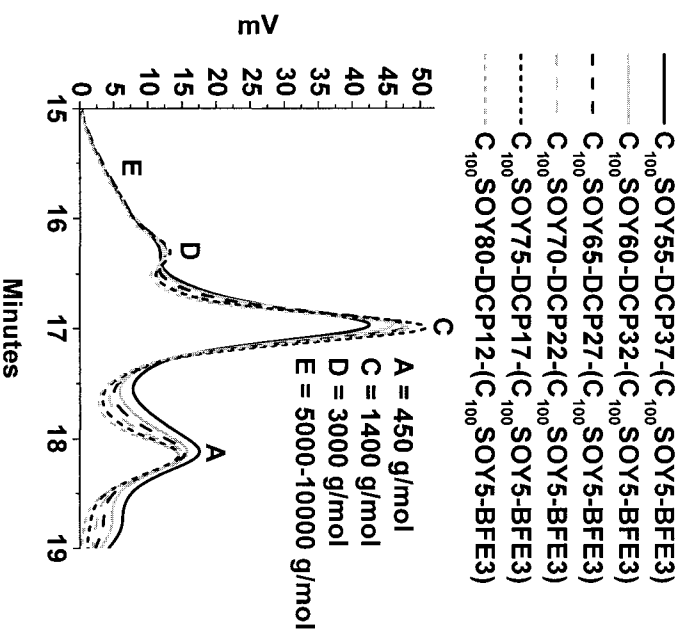 C₁₀₀SOY55-DCP37-(C₁₀₀SOY5-BFE3)
C₁₀₀SOY60-DCP32-(C₁₀₀SOY5-BFE3)
C₁₀₀SOY65-DCP27-(C₁₀₀SOY5-BFE3)
C₁₀₀SOY70-DCP22-(C₁₀₀SOY5-BFE3)
C₁₀₀SOY75-DCP17-(C₁₀₀SOY5-BFE3)
C₁₀₀SOY80-DCP12-(C₁₀₀SOY5-BFE3)
mV
50
45
40
35
30
25
20
15
10
5
0
C
A
D
E
A = 450 g/mol
C = 1400 g/mol
D = 3000 g/mol
E = 5000-10000 g/mol
15
16
17
18
19
Minutes